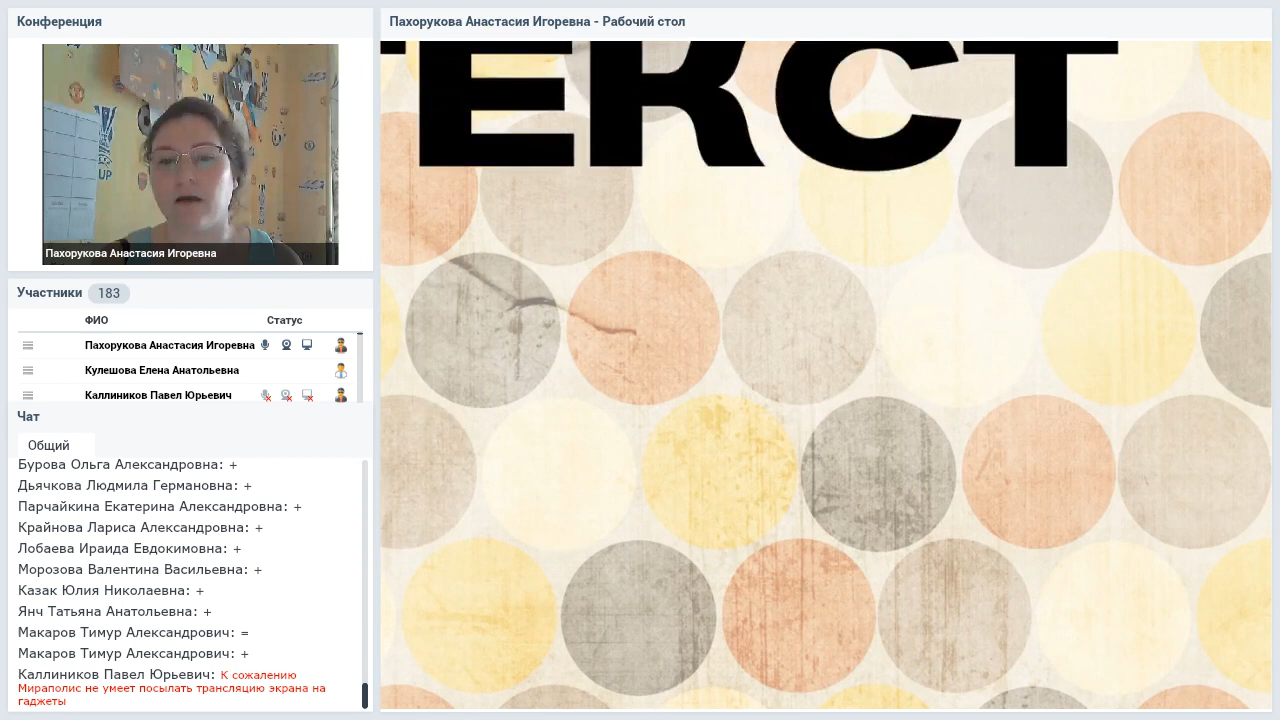 Конференция
UP
Пахорукова Анастасия Игоревна
Участники 183
ФИО Статус
Пахорукова Анастасия Игоревна
Кулешова Елена Анатольевна
Каллиников Павел Юрьевич
Чат
Общий
Бурова Ольга Александровна: +
Дьячкова Людмила Германовна: +
Парчайкина Екатерина Александровна: +
Крайнова Лариса Александровна: +
Лобаева Ираида Евдокимовна: +
Морозова Валентина Васильевна: +
Казак Юлия Николаевна: +
Янч Татьяна Анатольевна: +
Макаров Тимур Александрович: =
Макаров Тимур Александрович: +
Каллиников Павел Юрьевич: К сожалению
Мираполис не умеет посылать трансляцию экрана на
гаджеты
Пахорукова Анастасия Игоревна - Рабочий стол
ТЕКСТ